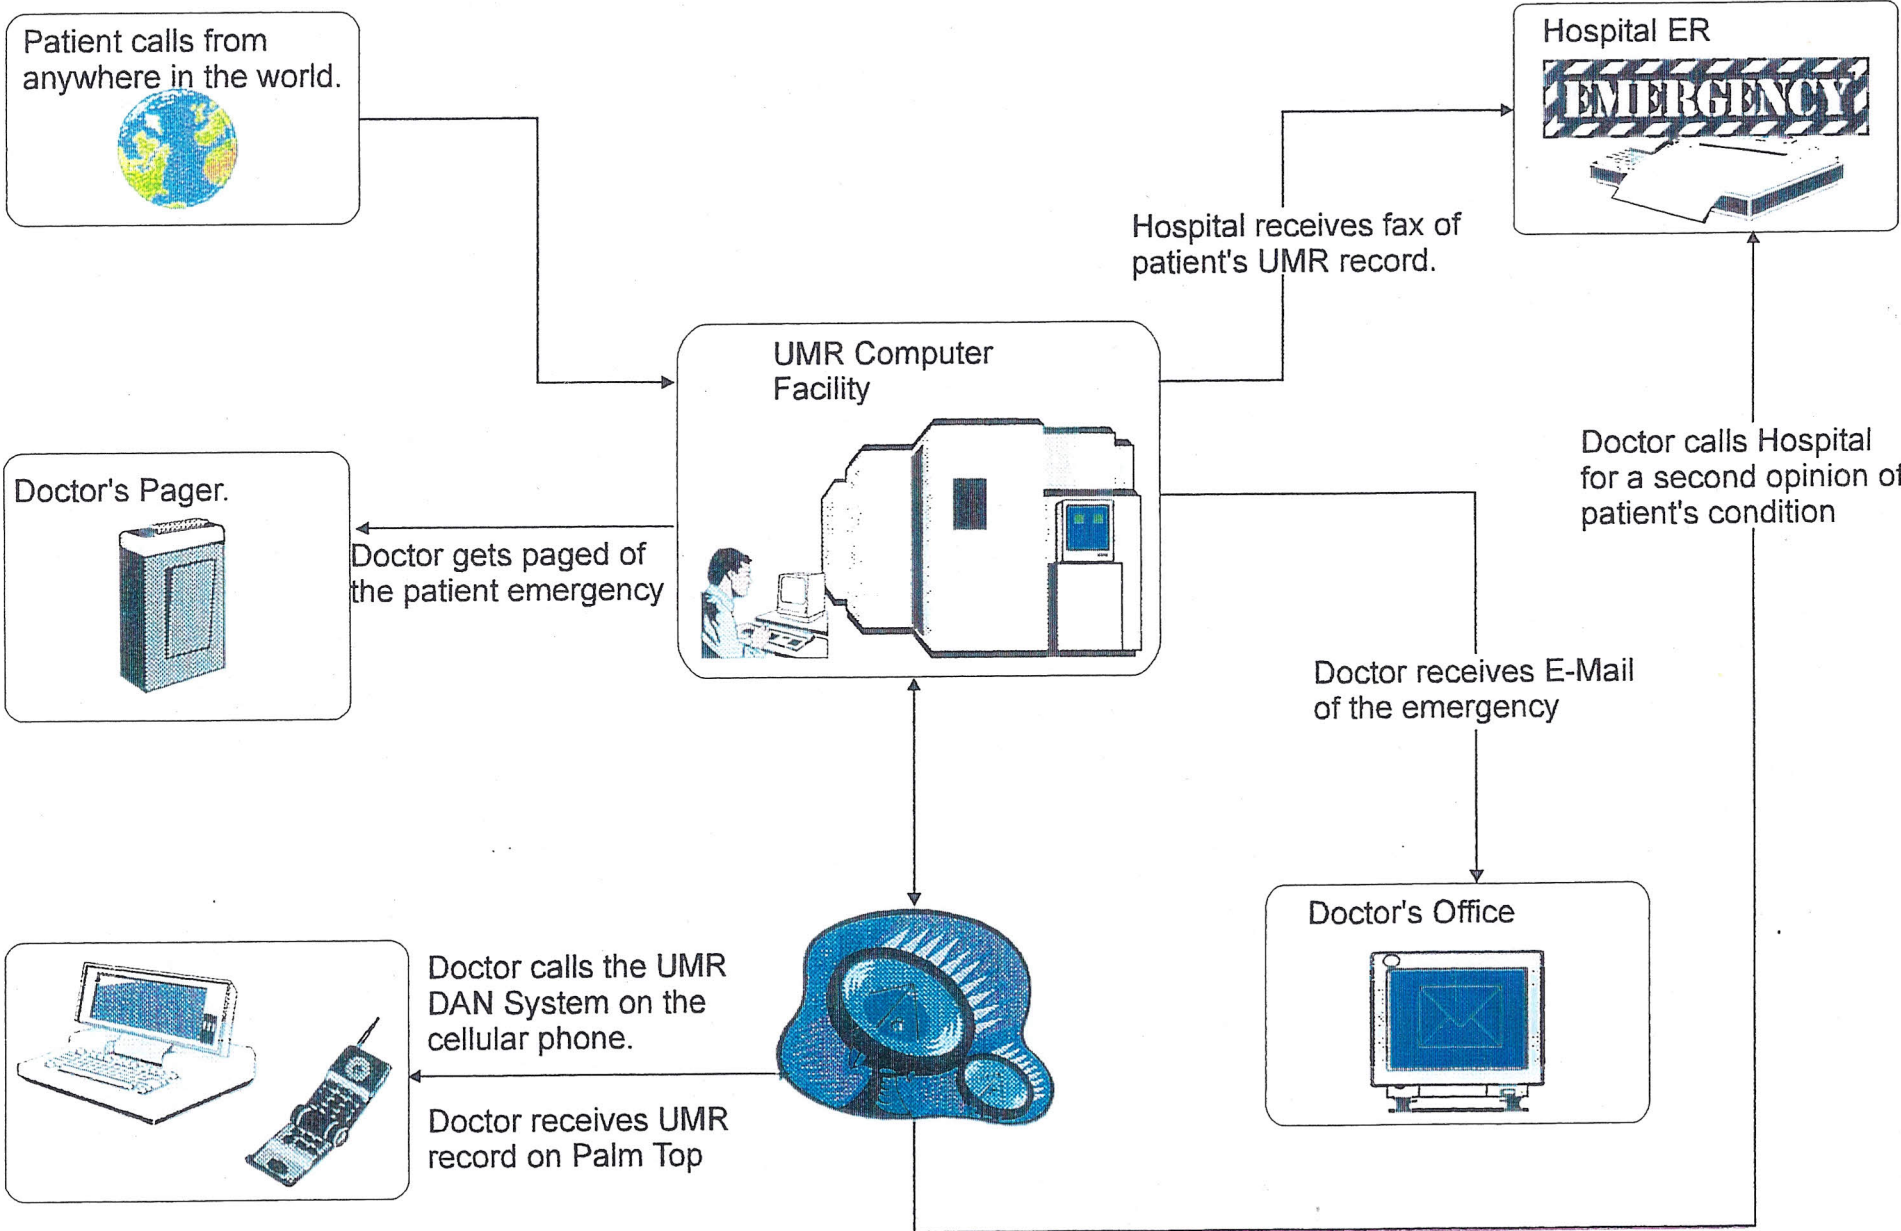 Patient calls from
anywhere in the world.
Hospital ER
EMERGENCY
Hospital receives fax of
patient's UMR record.
UMR Computer
Facility
Doctor calls Hospital
for a second opinion of
patient's condition
Doctor's Pager.
Doctor gets paged of
the patient emergency
Doctor receives E-Mail
of the emergency
Doctor's Office
Doctor calls the UMR
DAN System on the
cellular phone.
Doctor receives UMR
record on Palm Top